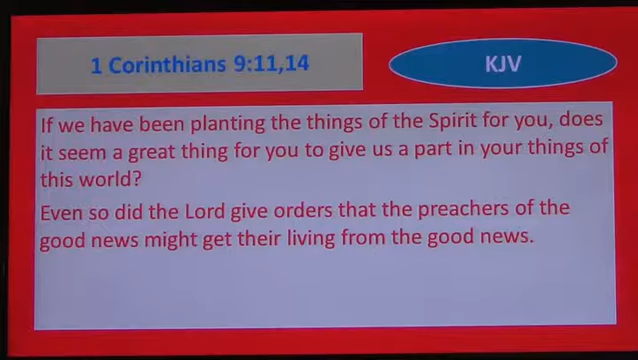 1 Corinthians 9:11,14
KJV
If we have been planting the things of the Spirit for you, does
it seem a great thing for you to give us a part in your things of
this world?
Even so did the Lord give orders that the preachers of the
good news might get their living from the good news.